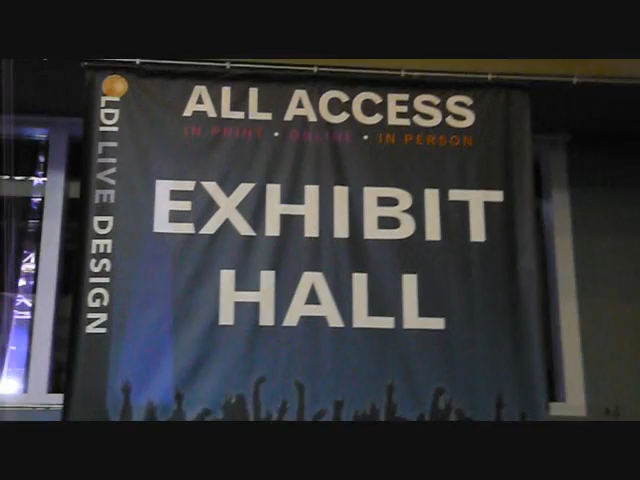 ALL ACCESS
IN PRINT • ONLINE • IN PERSON
EXHIBIT
HALL
LDI LIVE DESIGN